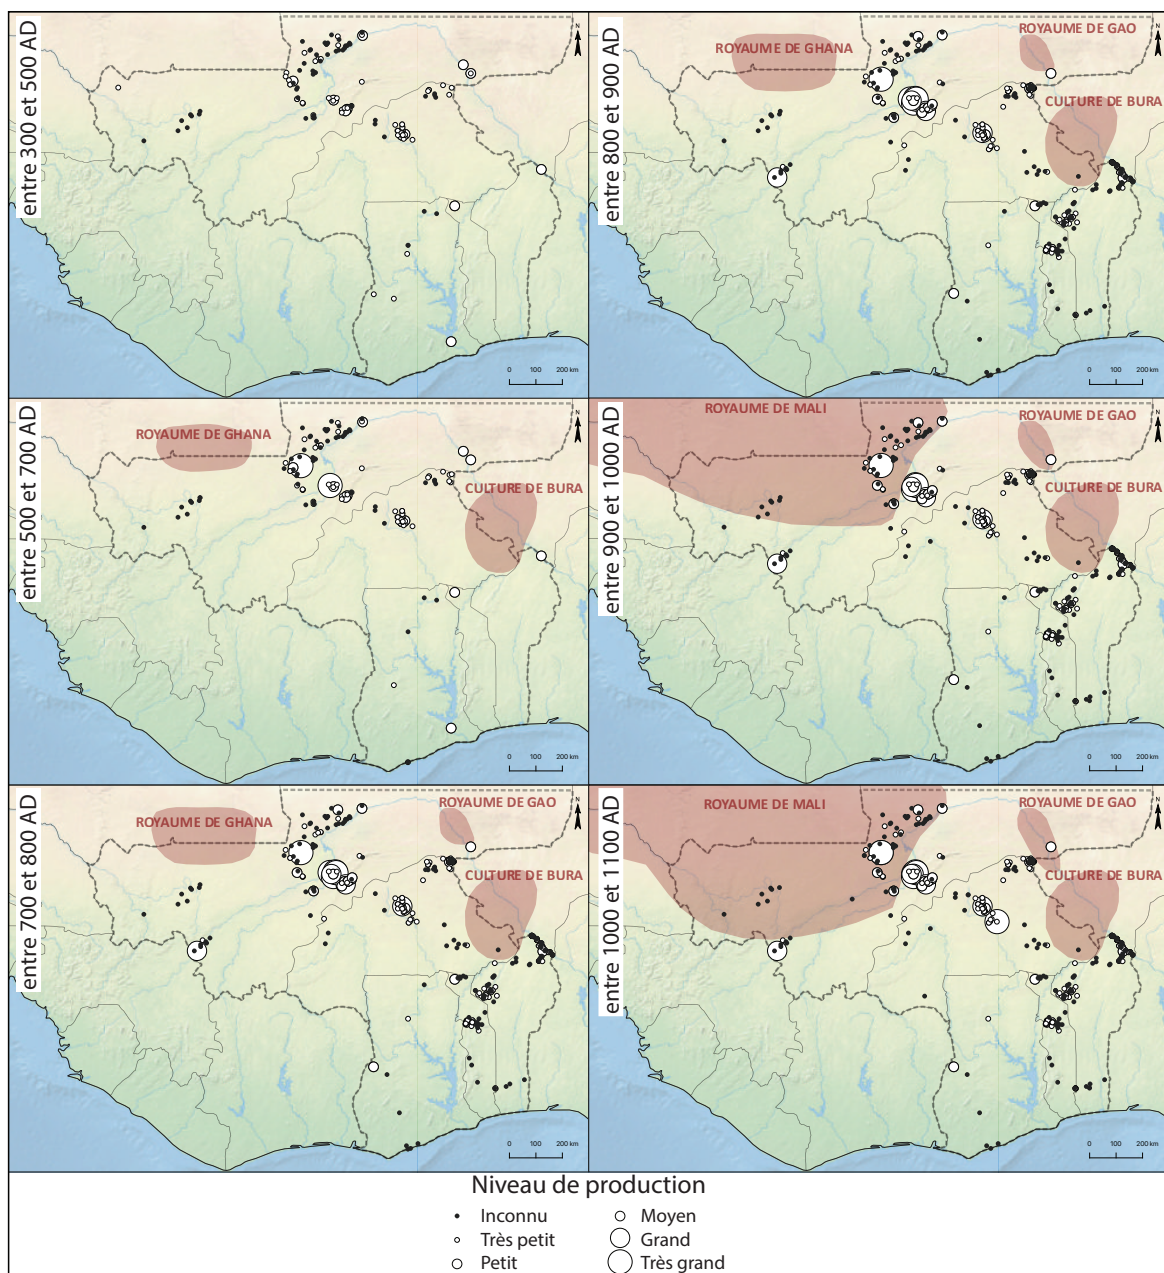 entre 300 et 500 AD
N
0 100 200 km
entre 800 et 900 AD
ROYAUME DE GHANA
ROYAUME DE GAO
CULTURE DE BURA
N
0 100 200 km
entre 500 et 700 AD
ROYAUME DE GHANA
CULTURE DE BURA
N
0 100 200 km
entre 900 et 1000 AD
ROYAUME DE MALI
ROYAUME DE GAO
CULTURE DE BURA
N
0 100 200 km
entre 700 et 800 AD
ROYAUME DE GHANA
ROYAUME DE GAO
CULTURE DE BURA
N
0 100 200 km
entre 1000 et 1100 AD
ROYAUME DE MALI
ROYAUME DE GAO
CULTURE DE BURA
N
0 100 200 km
Niveau de production
Inconnu
Très petit
Petit
Moyen
Grand
Très grand